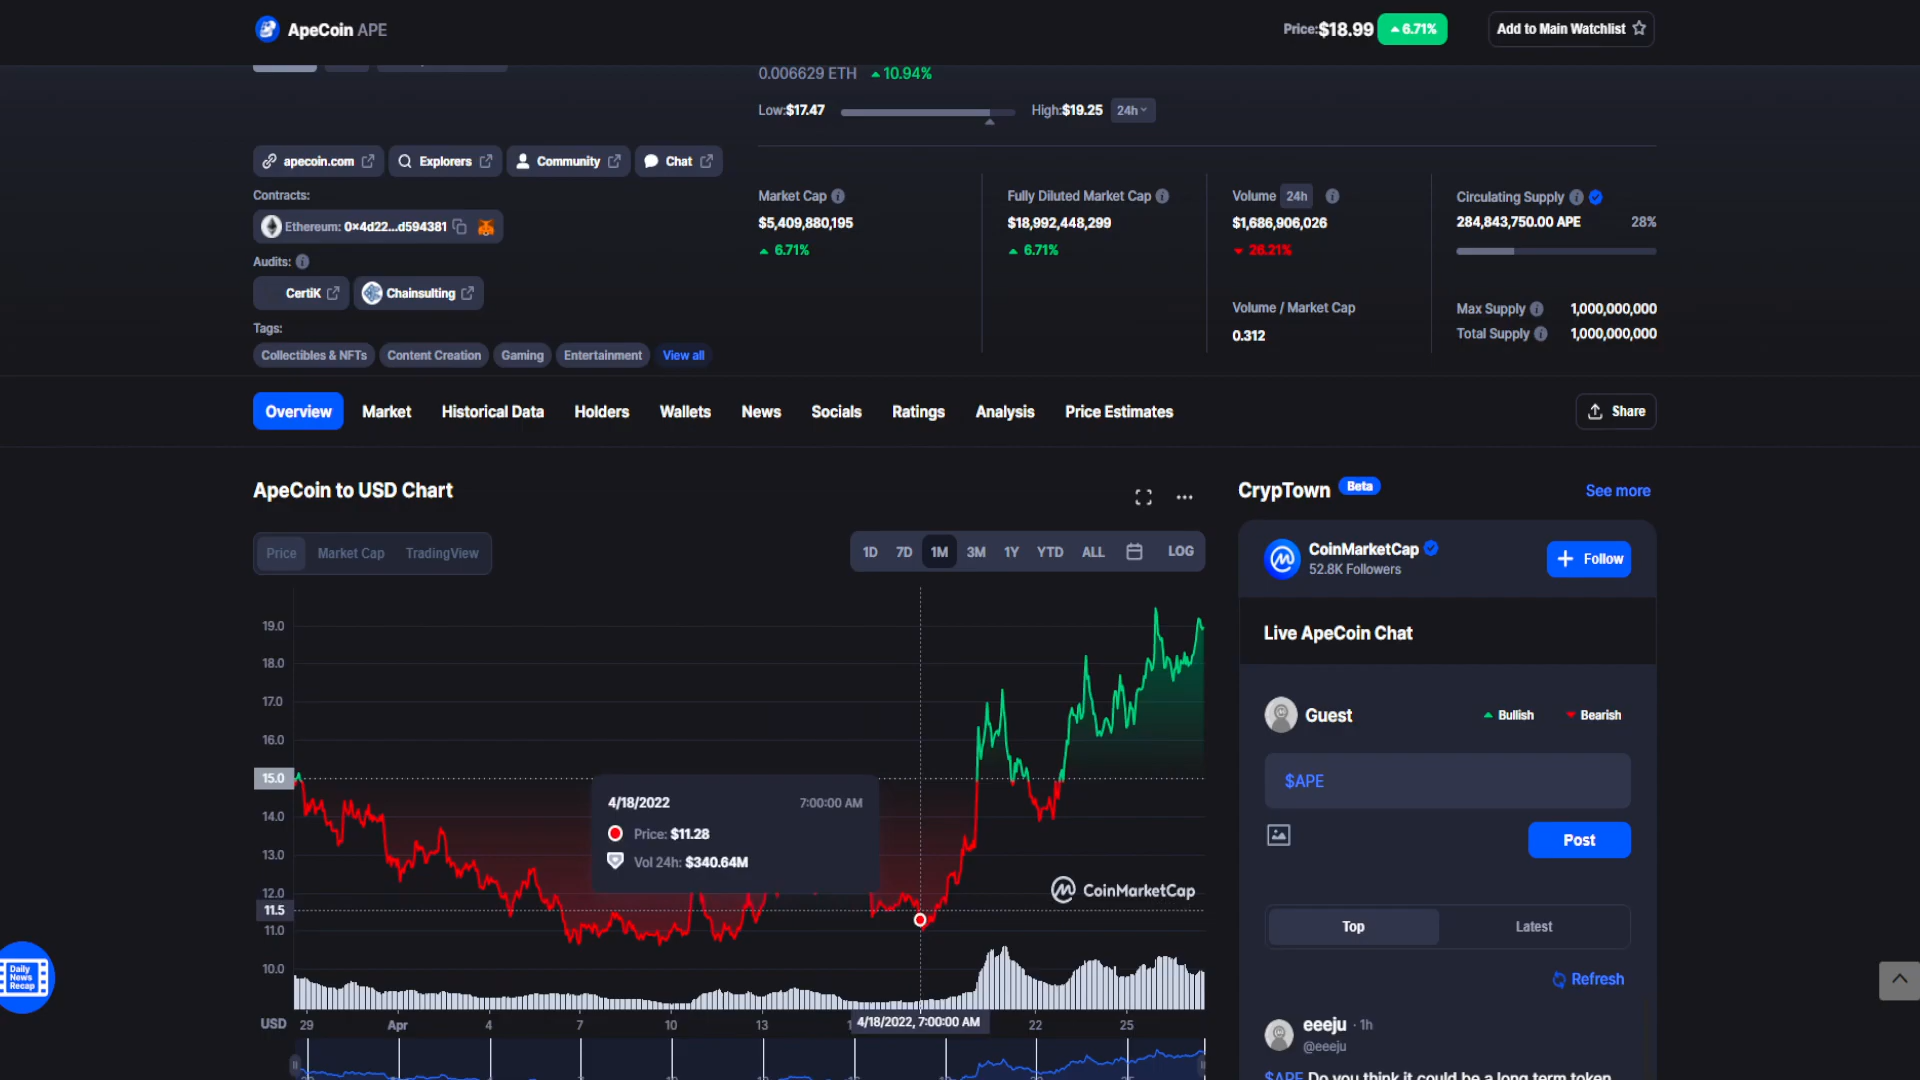 ApeCoin APE
Price:$18.99 6.71%
Add to Main Watchlist
0.006629 ETH 10.94%
Low:$17.47 High:$19.25 24h
apecoin.com Explorers Community Chat
Contracts:
Ethereum: 0x4d22...d594381
Audits:
CertiK Chainsulting
Tags:
Collectibles & NFTs Content Creation Gaming Entertainment View all
Market Cap
$5,409,880,195
6.71%
Fully Diluted Market Cap
$18,992,448,299
6.71%
Volume 24h
$1,686,906,026
26.21%
Volume / Market Cap
0.312
Circulating Supply
284,843,750.00 APE 28%
Max Supply 1,000,000,000
Total Supply 1,000,000,000
Overview Market Historical Data Holders Wallets News Socials Ratings Analysis Price Estimates Share
ApeCoin to USD Chart
Price Market Cap TradingView
1D 7D 1M 3M 1Y YTD ALL LOG
19.0
18.0
17.0
16.0
15.0
14.0
13.0
12.0
11.5
11.0
10.0
4/18/2022 7:00:00 AM
Price: $11.28
Vol 24h: $340.64M
CoinMarketCap
USD 29 Apr 4 7 10 13 4/18/2022, 7:00:00 AM 22 25
CrypTown Beta See more
CoinMarketCap
52.8K Followers
Follow
Live ApeCoin Chat
Guest Bullish Bearish
$APE
Post
Top Latest
Refresh
eeeju · 1h
@eeeju
$APE Do you think it could be a long term token
Daily
News
Recap